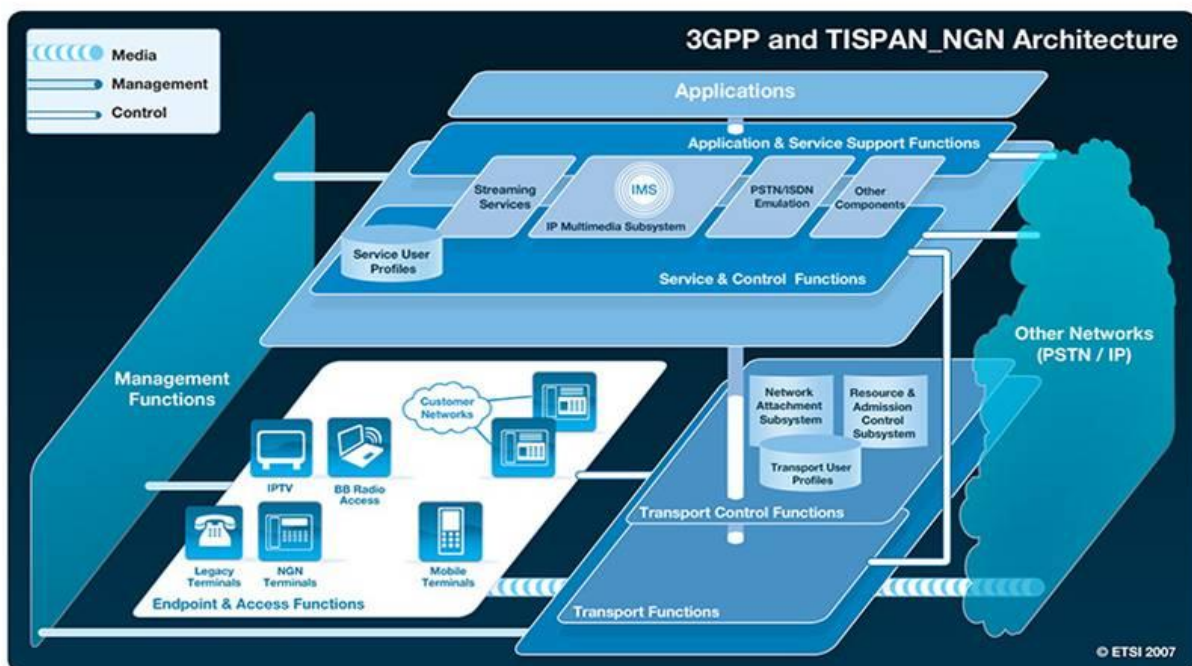 3GPP and TISPAN_NGN Architecture
Media
Management
Control
Applications
Application & Service Support Functions
Streaming
Services
IMS
IP Multimedia Subsystem
PSTN/ISDN
Emulation
Other
Components
Service User
Profiles
Service & Control Functions
Management
Functions
Other Networks
(PSTN / IP)
Customer
Networks
IPTV
BB Radio
Access
Legacy
Terminals
NGN
Terminals
Mobile
Terminals
Endpoint & Access Functions
Network
Attachment
Subsystem
Resource &
Admission
Control
Subsystem
Transport User
Profiles
Transport Control Functions
Transport Functions
© ETSI 2007